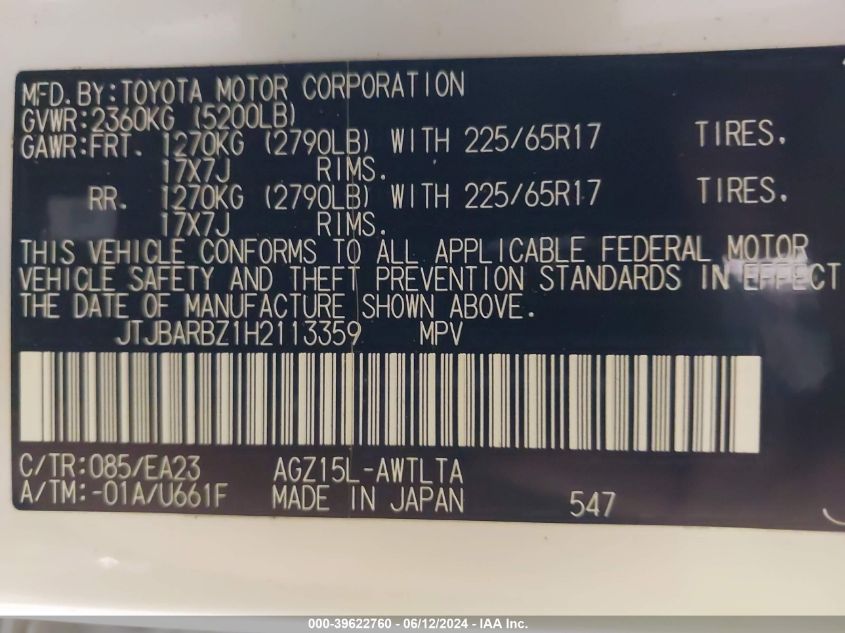 MFD.BY:TOYOTA MOTOR CORPORATION
GVWR:2360KG (5200LB)
GAWR:FRT. 1270KG (2790LB) WITH 225/65R17 TIRES.
17X7J RIMS.
RR. 1270KG (2790LB) WITH 225/65R17 TIRES.
17X7J RIMS.
THIS VEHICLE CONFORMS TO ALL APPLICABLE FEDERAL MOTOR
VEHICLE SAFETY AND THEFT PREVENTION STANDARDS IN EFFECT
THE DATE OF MANUFACTURE SHOWN ABOVE.
JTJBARBZ1H2113359 MPV
C/TR:085/EA23 AGZ15L-AWTLTA
A/TM:-01A/U661F MADE IN JAPAN 547
000-39622760 - 06/12/2024 - IAA Inc.